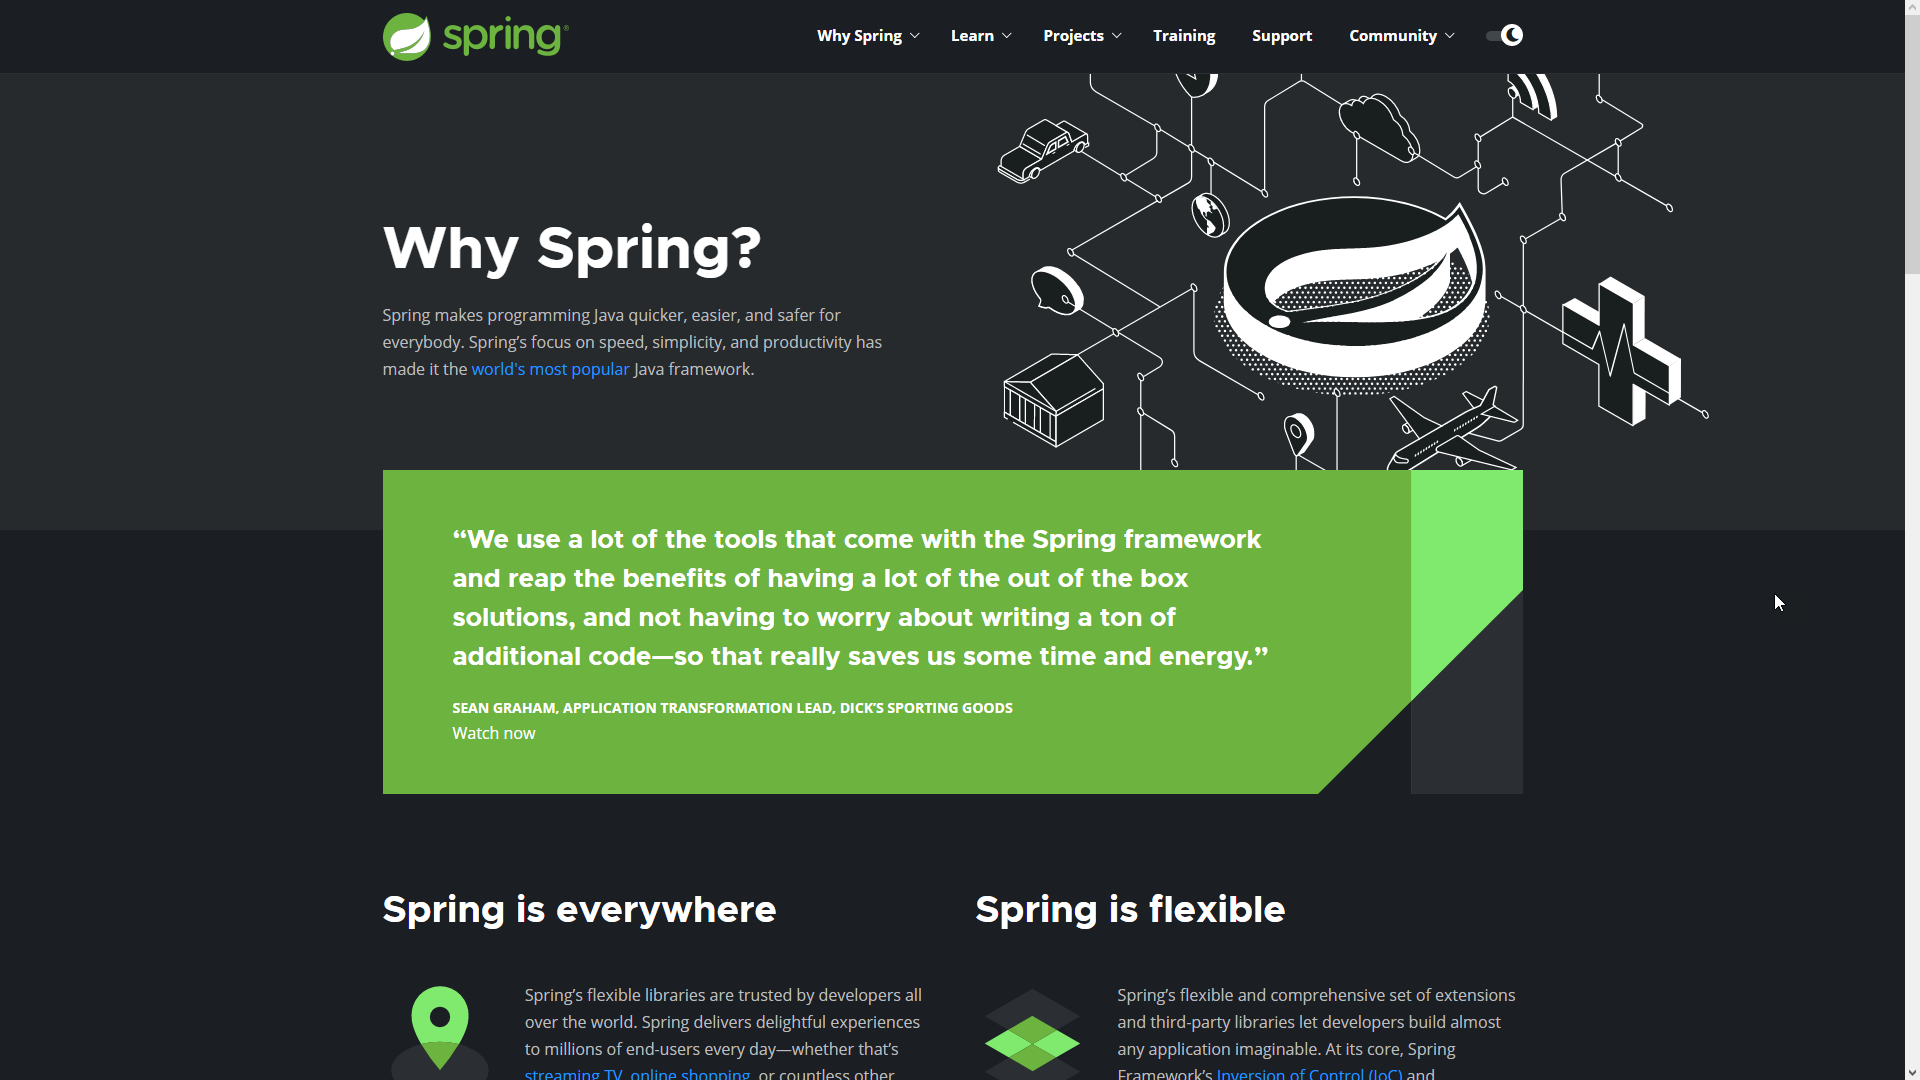 spring
Why Spring
Learn
Projects
Training
Support
Community
Why Spring?
Spring makes programming Java quicker, easier, and safer for
everybody. Spring’s focus on speed, simplicity, and productivity has
made it the world's most popular Java framework.
“We use a lot of the tools that come with the Spring framework
and reap the benefits of having a lot of the out of the box
solutions, and not having to worry about writing a ton of
additional code—so that really saves us some time and energy.”
SEAN GRAHAM, APPLICATION TRANSFORMATION LEAD, DICK’S SPORTING GOODS
Watch now
Spring is everywhere
Spring’s flexible libraries are trusted by developers all
over the world. Spring delivers delightful experiences
to millions of end-users every day—whether that’s
streaming TV, online shopping, or countless other
Spring is flexible
Spring’s flexible and comprehensive set of extensions
and third-party libraries let developers build almost
any application imaginable. At its core, Spring
Framework’s Inversion of Control (IoC) and